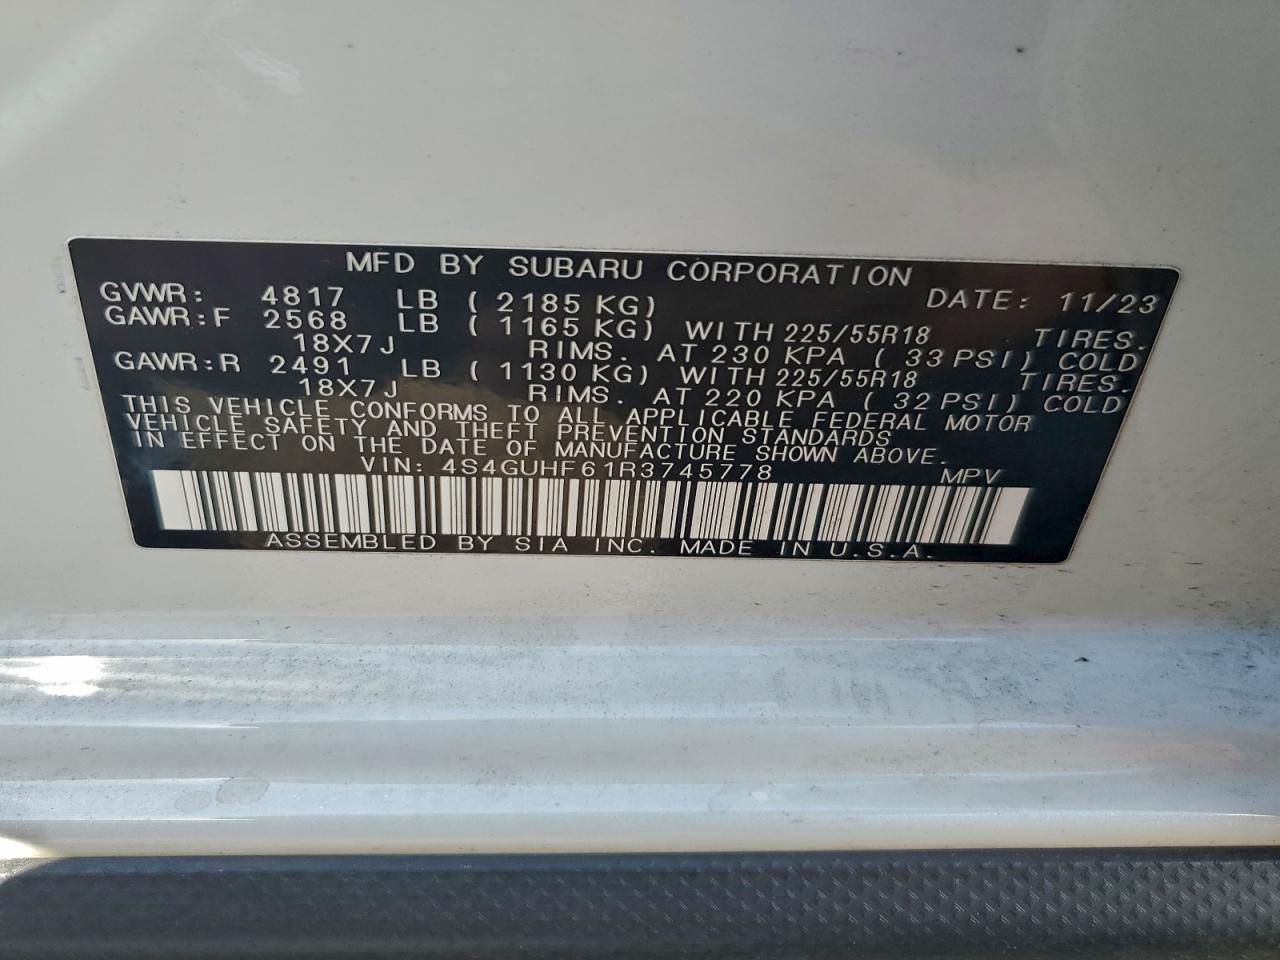 MFD BY SUBARU CORPORATION
GVWR: 4817 LB ( 2185 KG) DATE: 11/23
GAWR:F 2568 LB ( 1165 KG) WITH 225/55R18 TIRES.
18X7J RIMS. AT 230 KPA ( 33 PSI) COLD
GAWR:R 2491 LB ( 1130 KG) WITH 225/55R18 TIRES.
18X7J RIMS. AT 220 KPA ( 32 PSI) COLD
THIS VEHICLE CONFORMS TO ALL APPLICABLE FEDERAL MOTOR
VEHICLE SAFETY AND THEFT PREVENTION STANDARDS
IN EFFECT ON THE DATE OF MANUFACTURE SHOWN ABOVE.
VIN: 4S4GUHF61R3745778 MPV
ASSEMBLED BY SIA INC. MADE IN U.S.A.